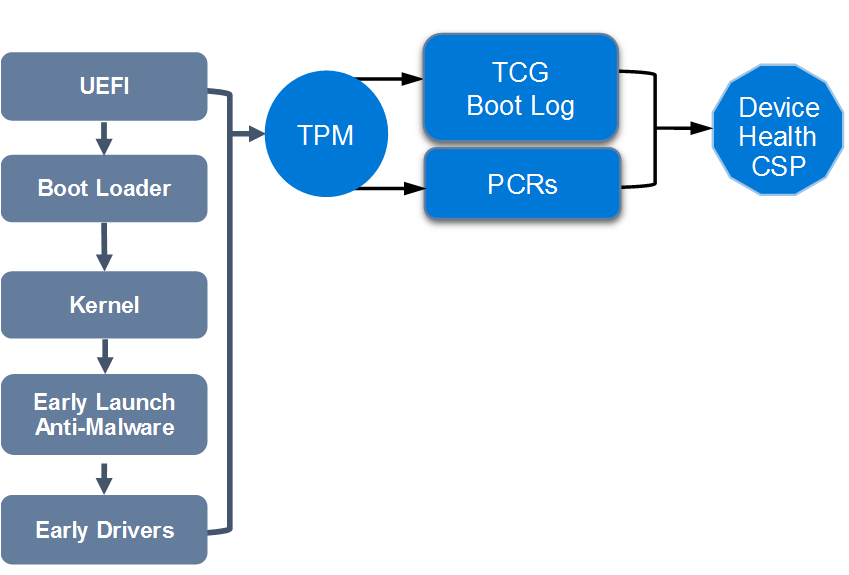 UEFI
Boot Loader
Kernel
Early Launch
Anti-Malware
Early Drivers
TPM
TCG
Boot Log
PCRs
Device
Health
CSP